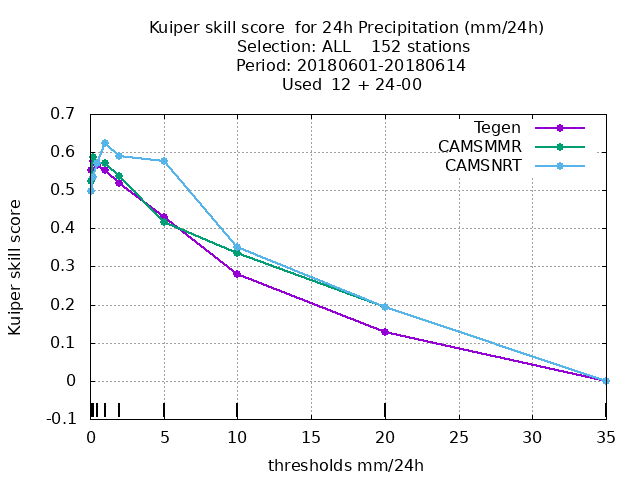 Kuiper skill score  for 24h Precipitation (mm/24h)
Selection: ALL    152 stations
Period: 20180601-20180614
Used  12 + 24-00
Tegen
CAMSMMR
CAMSNRT
Kuiper skill score
0.7
0.6
0.5
0.4
0.3
0.2
0.1
0
-0.1
0 5 10 15 20 25 30 35
thresholds mm/24h